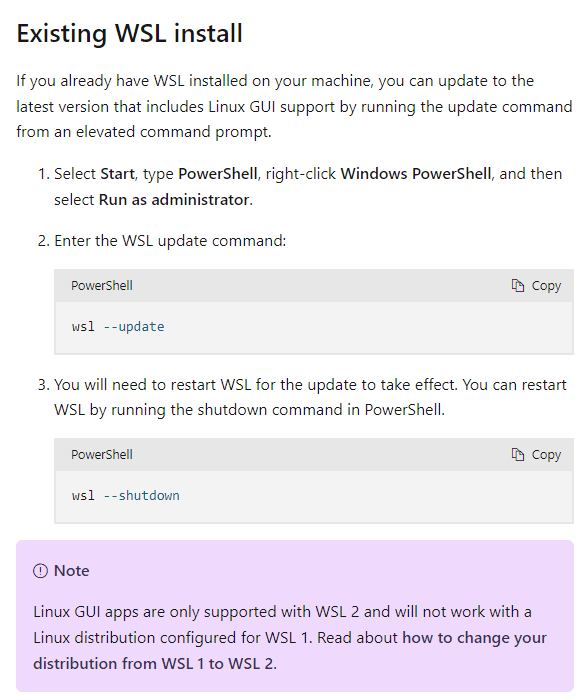 Existing WSL install
If you already have WSL installed on your machine, you can update to the
latest version that includes Linux GUI support by running the update command
from an elevated command prompt.
1. Select Start, type PowerShell, right-click Windows PowerShell, and then
select Run as administrator.
2. Enter the WSL update command:
PowerShell Copy
wsl --update
3. You will need to restart WSL for the update to take effect. You can restart
WSL by running the shutdown command in PowerShell.
PowerShell Copy
wsl --shutdown
Note
Linux GUI apps are only supported with WSL 2 and will not work with a
Linux distribution configured for WSL 1. Read about how to change your
distribution from WSL 1 to WSL 2.